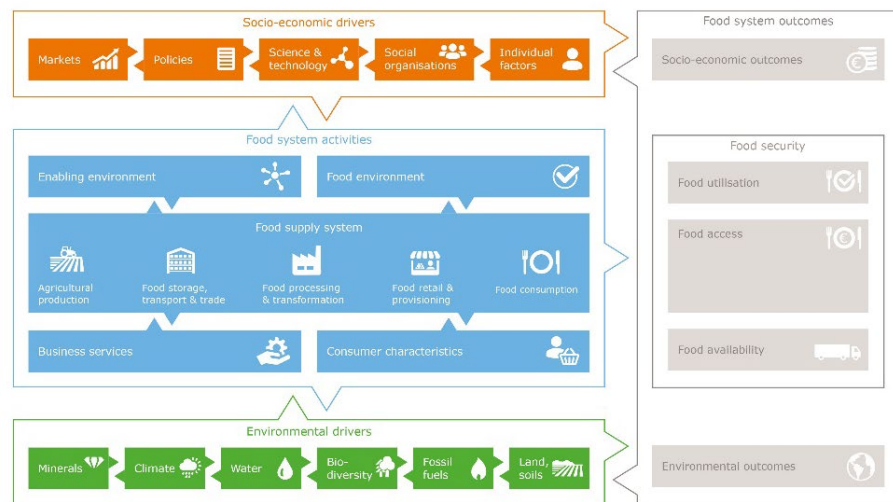 Socio-economic drivers
Markets
Policies
Science &
technology
Social
organisations
Individual
factors
Food system activities
Enabling environment
Food environment
Food supply system
Agricultural
production
Food storage,
transport & trade
Food processing
& transformation
Food retail &
provisioning
Food consumption
Business services
Consumer characteristics
Environmental drivers
Minerals
Climate
Water
Bio-
diversity
Fossil
fuels
Land,
soils
Food system outcomes
Socio-economic outcomes
Food security
Food utilisation
Food access
Food availability
Environmental outcomes